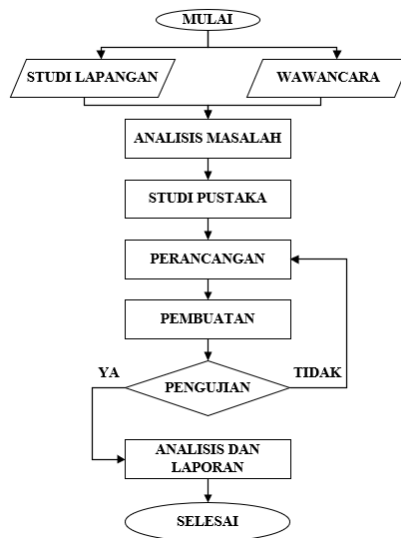 MULAI
STUDI LAPANGAN
WAWANCARA
ANALISIS MASALAH
STUDI PUSTAKA
PERANCANGAN
PEMBUATAN
YA
PENGUJIAN
TIDAK
ANALISIS DAN
LAPORAN
SELESAI